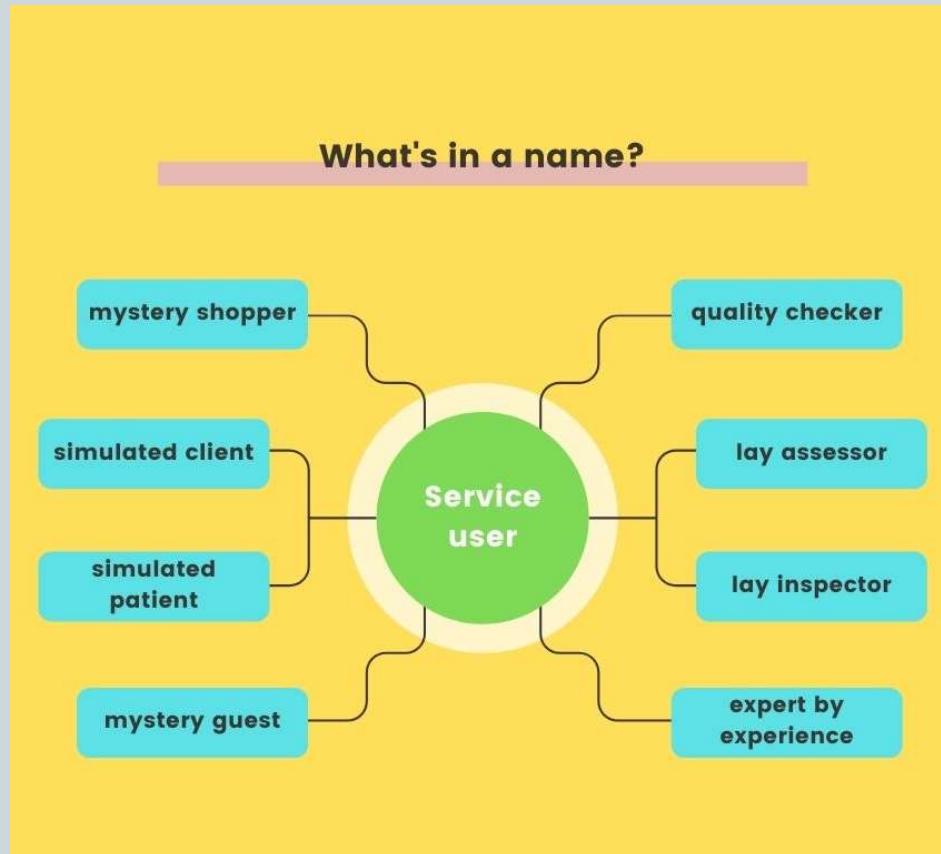 What's in a name?
mystery shopper
simulated client
simulated
patient
mystery guest
Service
user
quality checker
lay assessor
lay inspector
expert by
experience